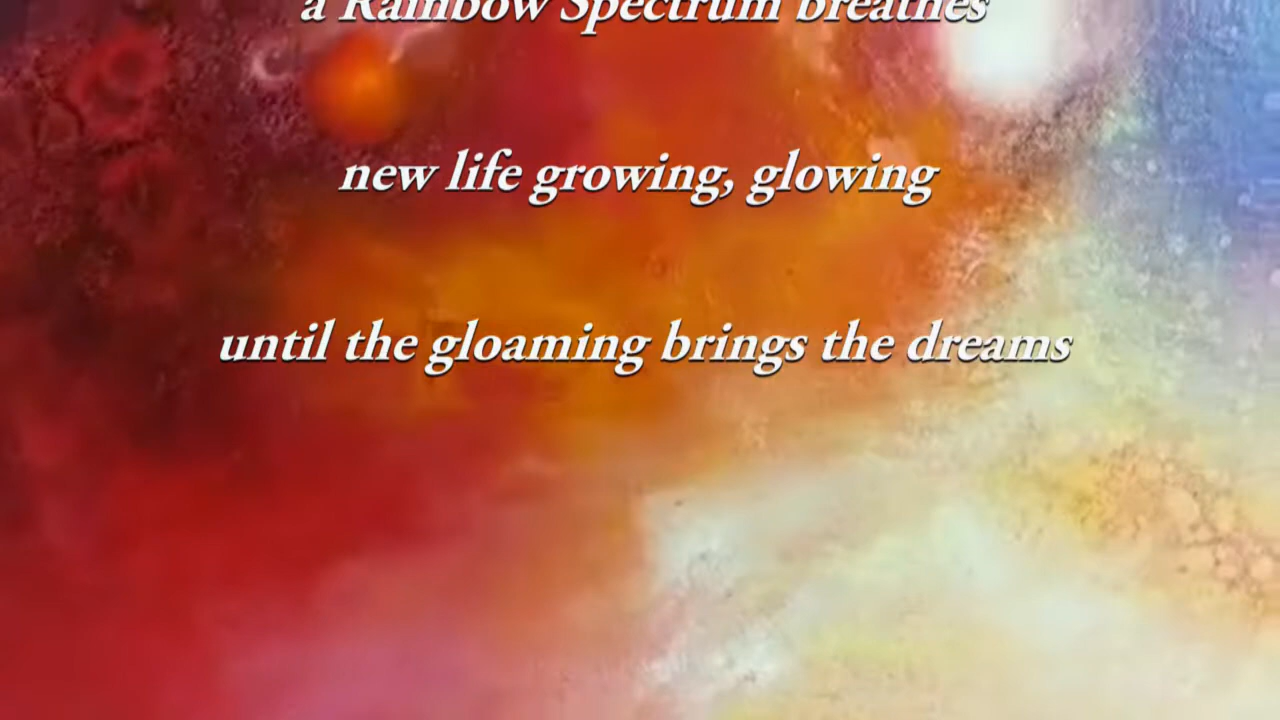 a Rainbow Spectrum breathes
new life growing, glowing
until the gloaming brings the dreams